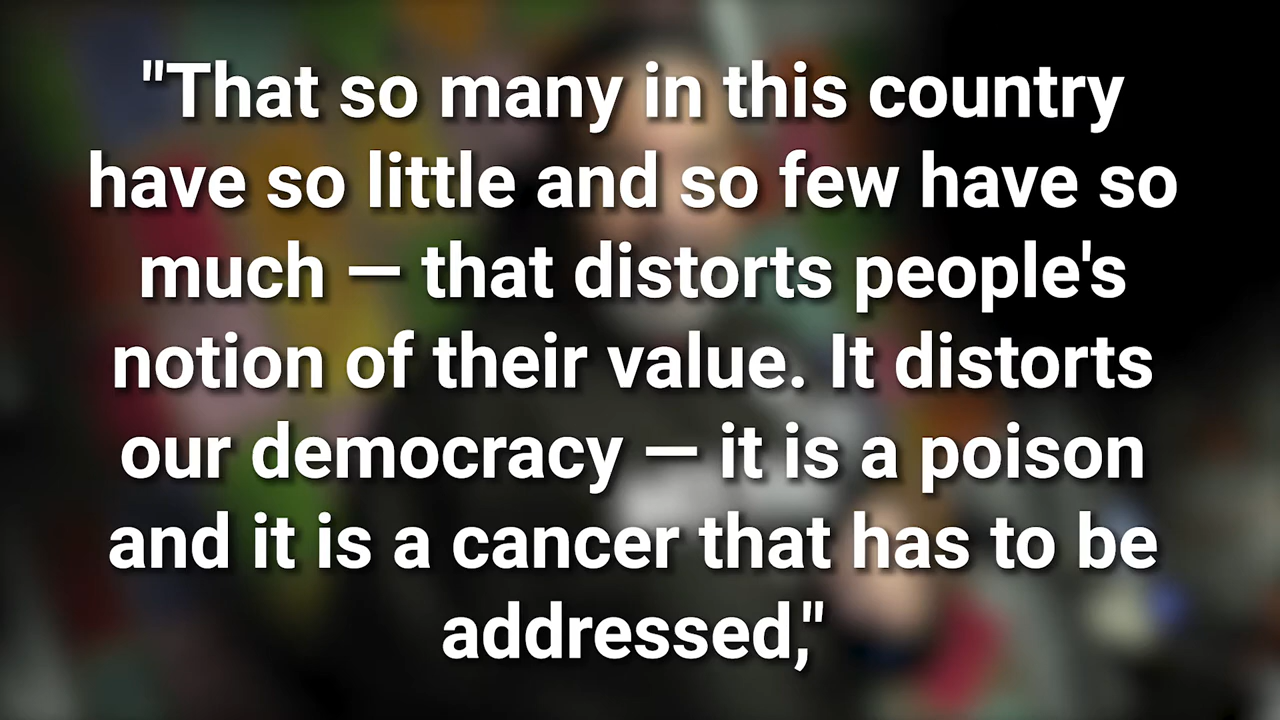 "That so many in this country
have so little and so few have so
much — that distorts people's
notion of their value. It distorts
our democracy — it is a poison
and it is a cancer that has to be
addressed,"